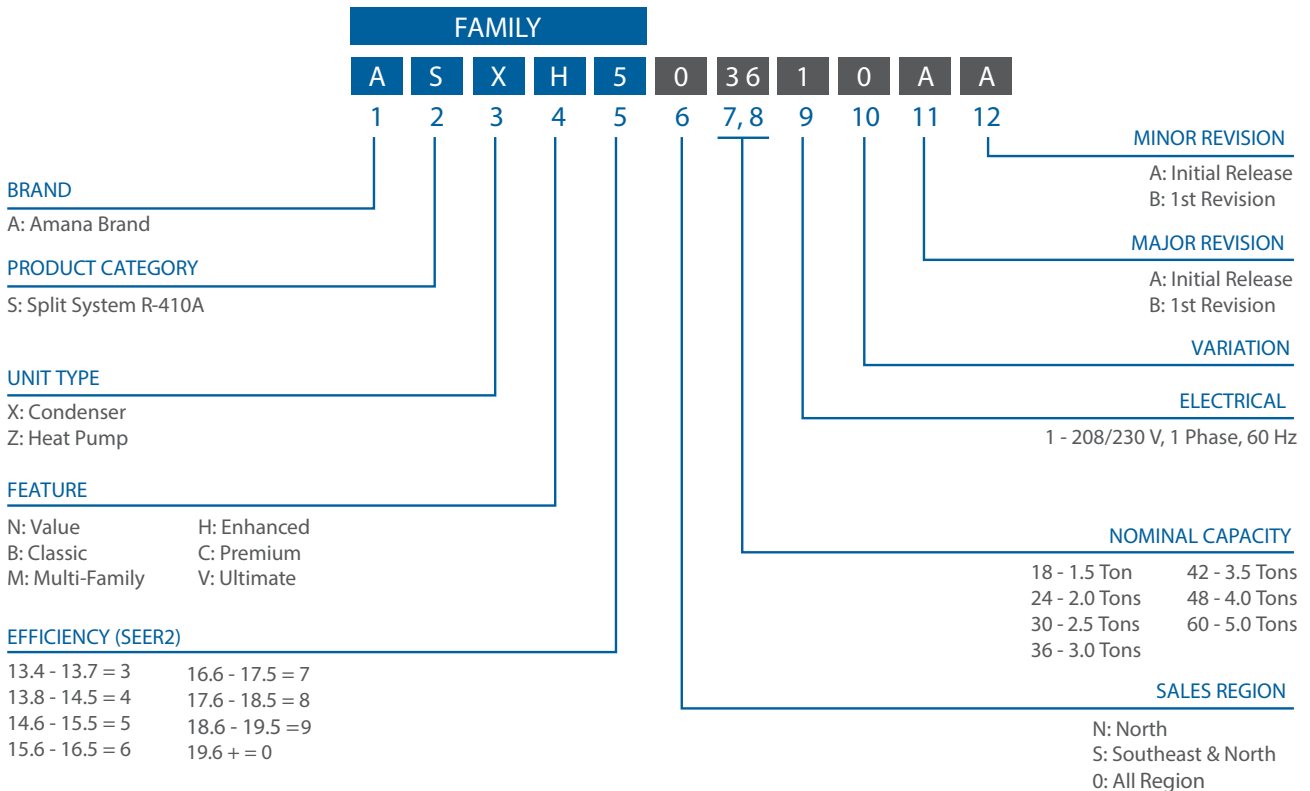 FAMILY
A S X H 5 0 3 6 1 0 A A
1 2 3 4 5 6 7, 8 9 10 11 12
BRAND
A: Amana Brand
PRODUCT CATEGORY
S: Split System R-410A
UNIT TYPE
X: Condenser
Z: Heat Pump
FEATURE
N: Value
B: Classic
M: Multi-Family
H: Enhanced
C: Premium
V: Ultimate
EFFICIENCY (SEER2)
13.4 - 13.7 = 3
13.8 - 14.5 = 4
14.6 - 15.5 = 5
15.6 - 16.5 = 6
16.6 - 17.5 = 7
17.6 - 18.5 = 8
18.6 - 19.5 =9
19.6 + = 0
MINOR REVISION
A: Initial Release
B: 1st Revision
MAJOR REVISION
A: Initial Release
B: 1st Revision
VARIATION
ELECTRICAL
1 - 208/230 V, 1 Phase, 60 Hz
NOMINAL CAPACITY
18 - 1.5 Ton
24 - 2.0 Tons
30 - 2.5 Tons
36 - 3.0 Tons
42 - 3.5 Tons
48 - 4.0 Tons
60 - 5.0 Tons
SALES REGION
N: North
S: Southeast & North
0: All Region